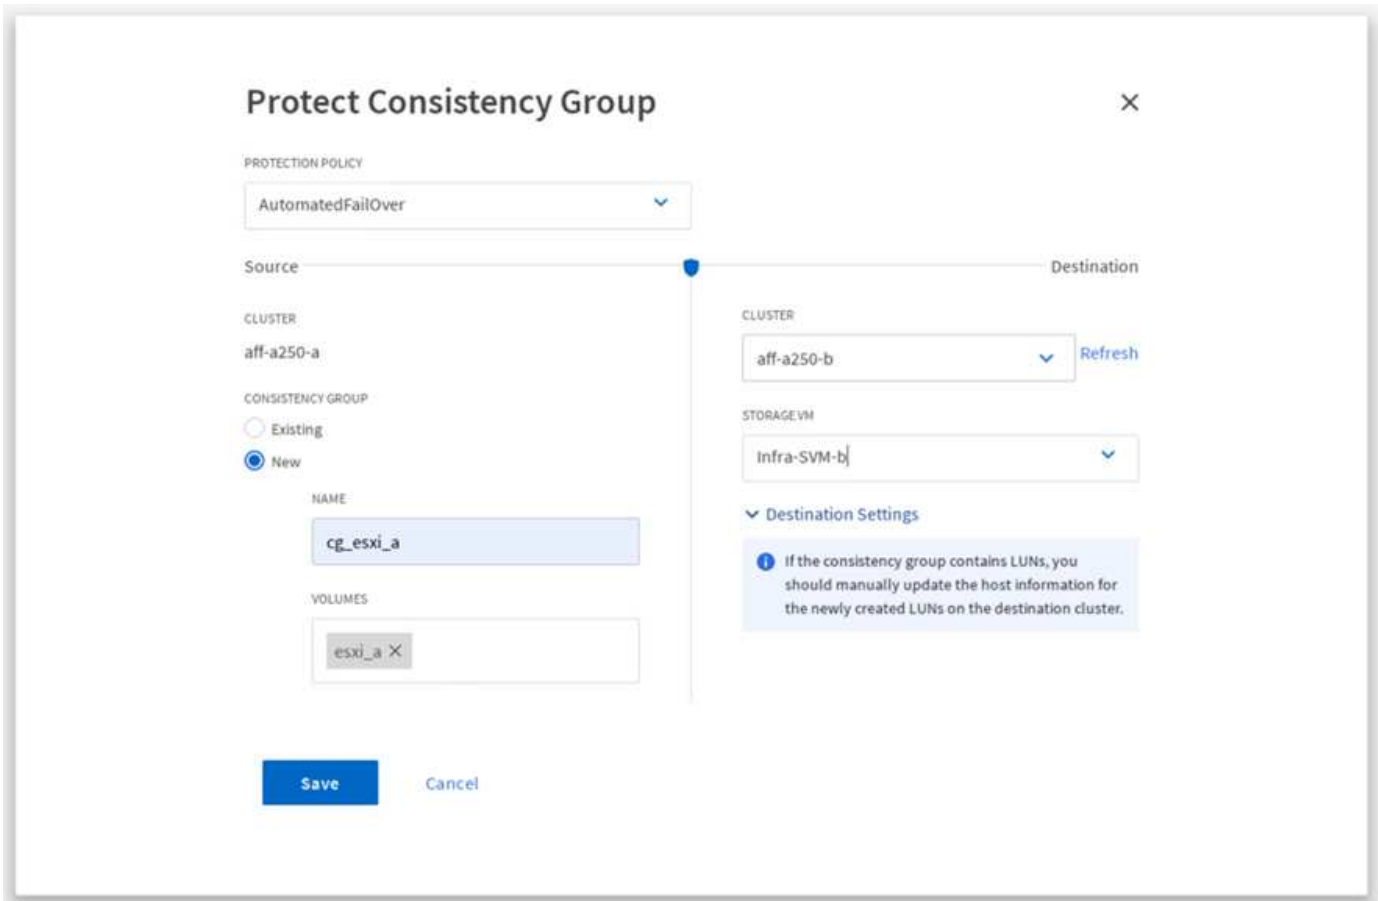 Protect Consistency Group
PROTECTION POLICY
AutomatedFailOver
Source
Destination
CLUSTER
aff-a250-a
CONSISTENCY GROUP
Existing
New
NAME
cg_esxi_a
VOLUMES
esxi_a
CLUSTER
aff-a250-b
Refresh
STORAGE VM
Infra-SVM-b
Destination Settings
If the consistency group contains LUNs, you
should manually update the host information for
the newly created LUNs on the destination cluster.
Save
Cancel